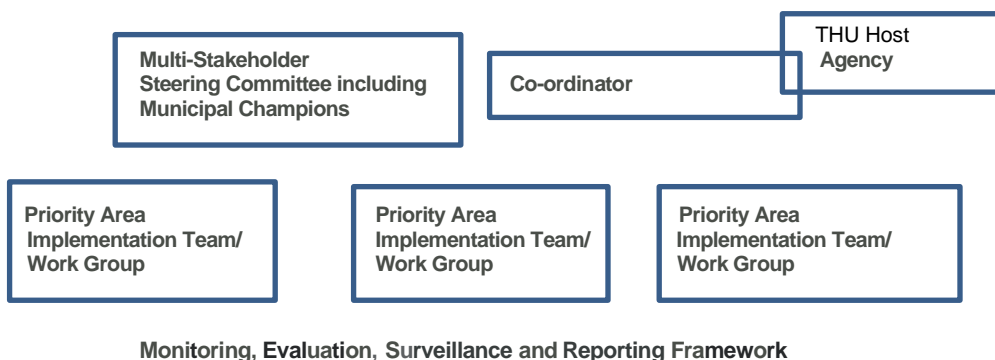 Multi-Stakeholder
Steering Committee including
Municipal Champions
Co-ordinator
THU Host
Agency
Priority Area
Implementation Team/
Work Group
Priority Area
Implementation Team/
Work Group
Priority Area
Implementation Team/
Work Group
Monitoring, Evaluation, Surveillance and Reporting Framework